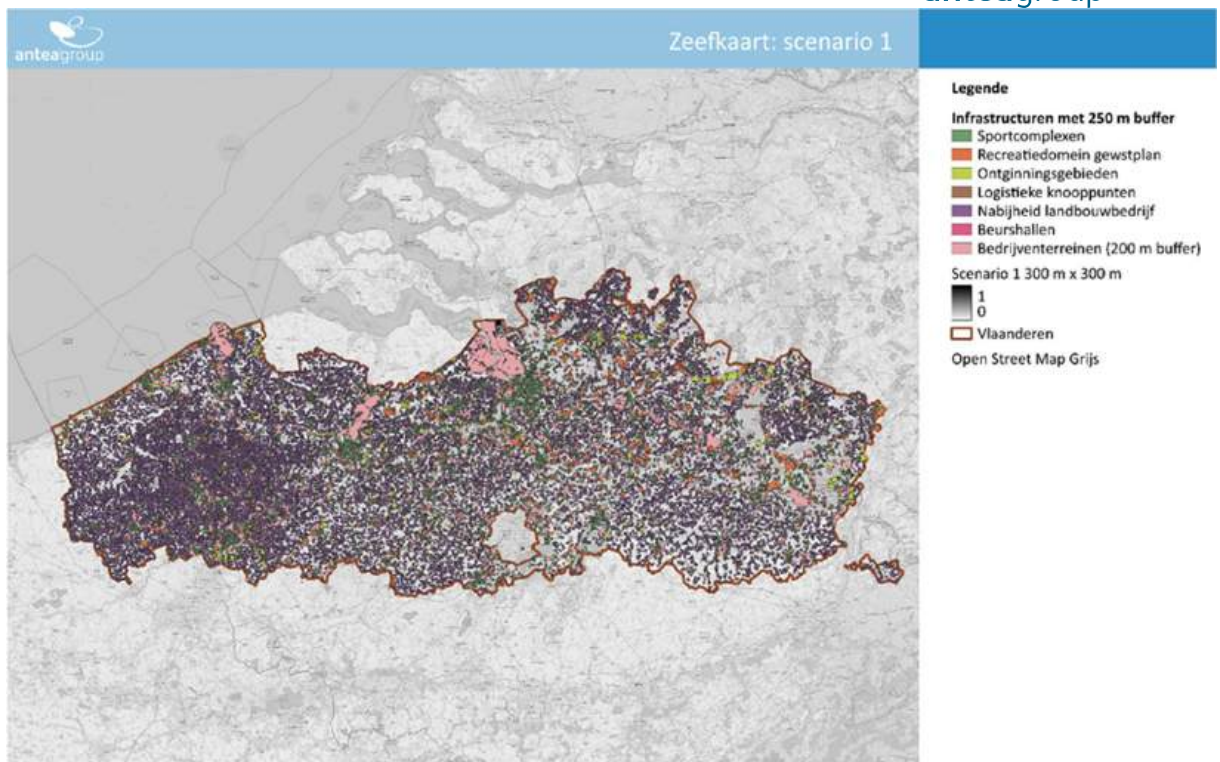 anteagroup
anteagroup
Zeefkaart: scenario 1
Legende
Infrastructuren met 250 m buffer
Sportcomplexen
Recreatiedomein gewstplan
Ontginningsgebieden
Logistieke knooppunten
Nabijheid landbouwbedrijf
Beurshallen
Bedrijventerreinen (200 m buffer)
Scenario 1 300 m x 300 m
1
0
Vlaanderen
Open Street Map Grijs